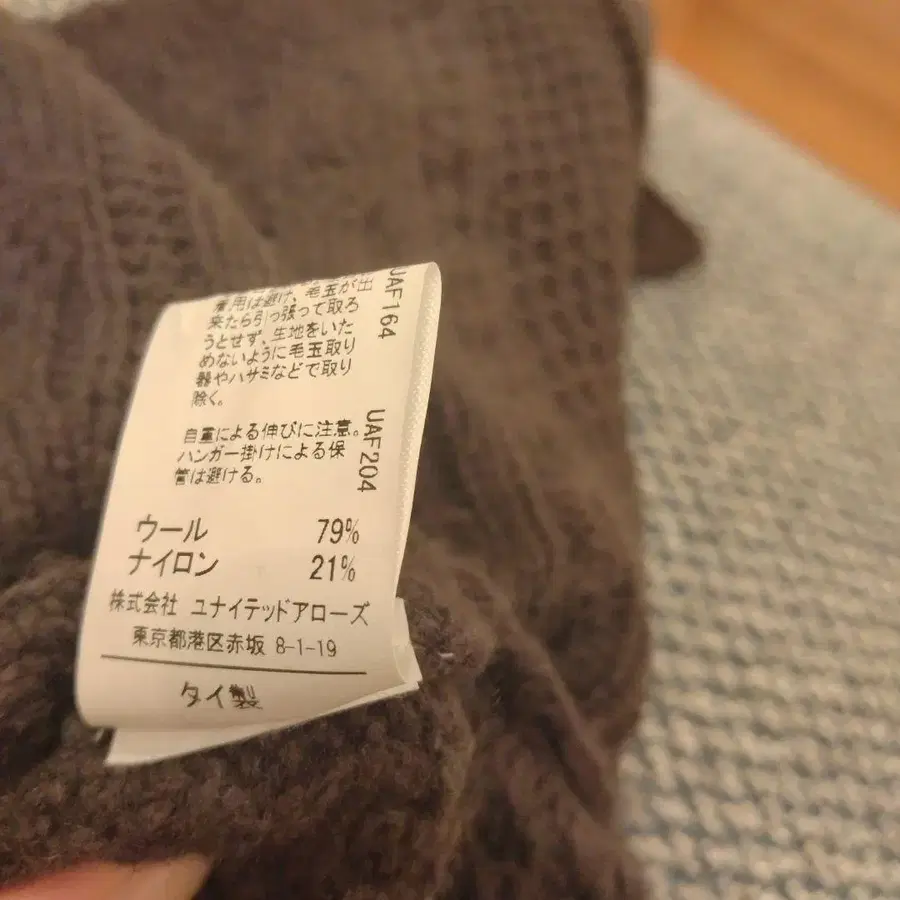 着用は避け、毛玉が出
来たら引っ張って取ろ
うとせず、生地をいた
めないように毛玉取り
器やハサミなどで取り
除く。
UAF164
自重による伸びに注意。
ハンガー掛けによる保
管は避ける。
UAF204
ウール 79%
ナイロン 21%
株式会社 ユナイテッドアローズ
東京都港区赤坂 8-1-19
タイ製